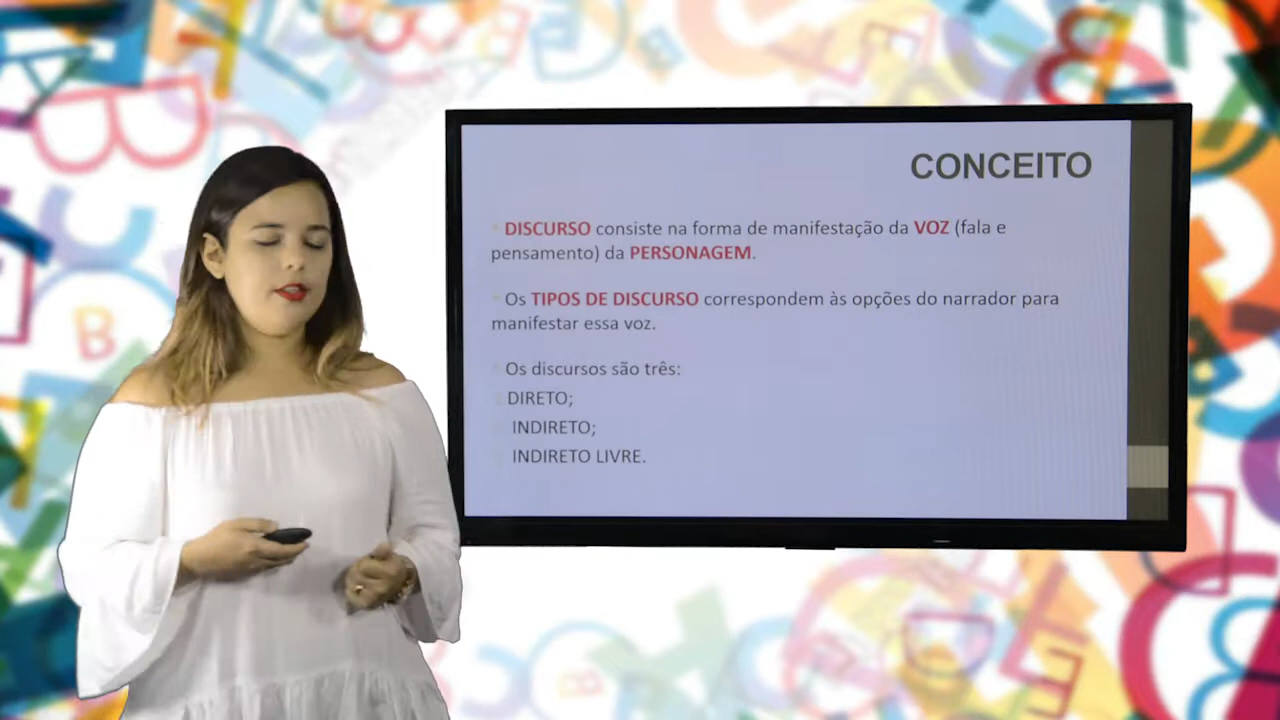 CONCEITO
DISCURSO consiste na forma de manifestação da VOZ (fala e
pensamento) da PERSONAGEM.
Os TIPOS DE DISCURSO correspondem às opções do narrador para
manifestar essa voz.
Os discursos são três:
DIRETO;
INDIRETO;
INDIRETO LIVRE.